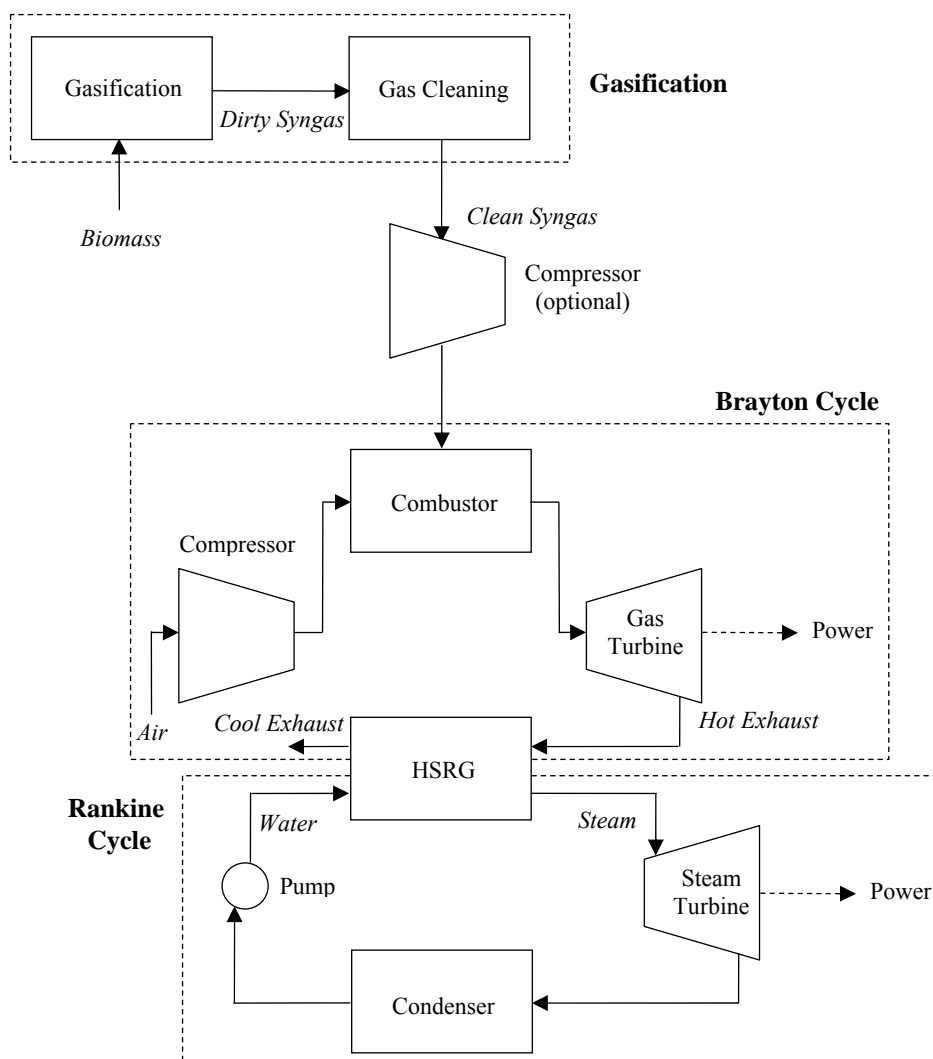 Gasification
Gas Cleaning
Gasification
Dirty Syngas
Biomass
Clean Syngas
Compressor
(optional)
Brayton Cycle
Combustor
Compressor
Gas
Turbine
Power
Air
Cool Exhaust
Hot Exhaust
HSRG
Rankine
Cycle
Water
Steam
Pump
Steam
Turbine
Power
Condenser